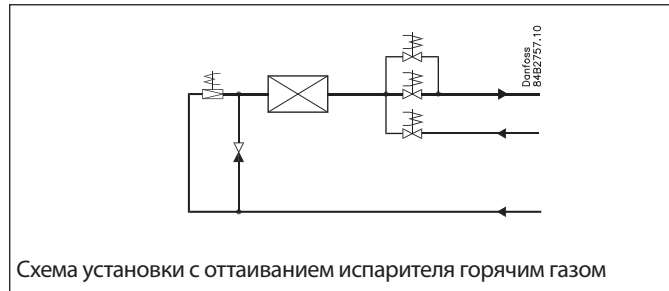 Danfoss
84B2757.10
Схема установки с оттаиванием испарителя горячим газом